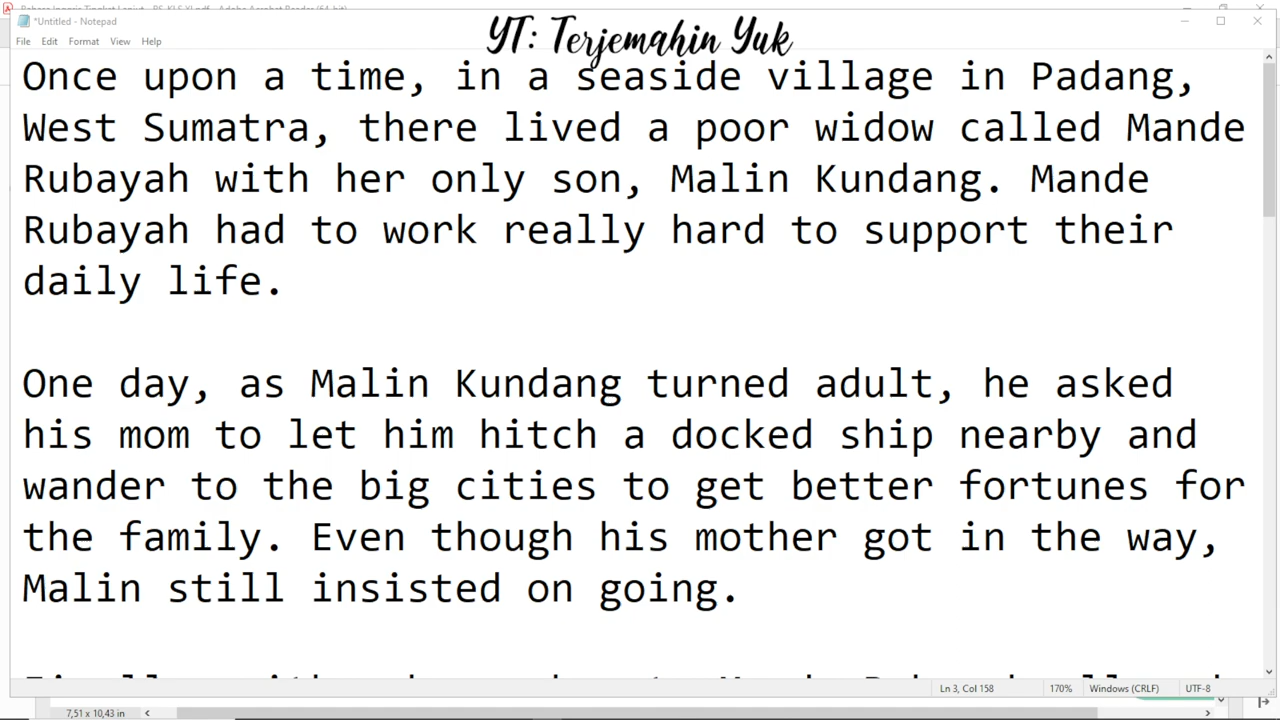 *Untitled - Notepad
YT: Terjemahin Yuk
File Edit Format View Help
Once upon a time, in a seaside village in Padang,
West Sumatra, there lived a poor widow called Mande
Rubayah with her only son, Malin Kundang. Mande
Rubayah had to work really hard to support their
daily life.
One day, as Malin Kundang turned adult, he asked
his mom to let him hitch a docked ship nearby and
wander to the big cities to get better fortunes for
the family. Even though his mother got in the way,
Malin still insisted on going.
Ln 3, Col 158 170% Windows (CRLF) UTF-8
7,51 x 10,43 in